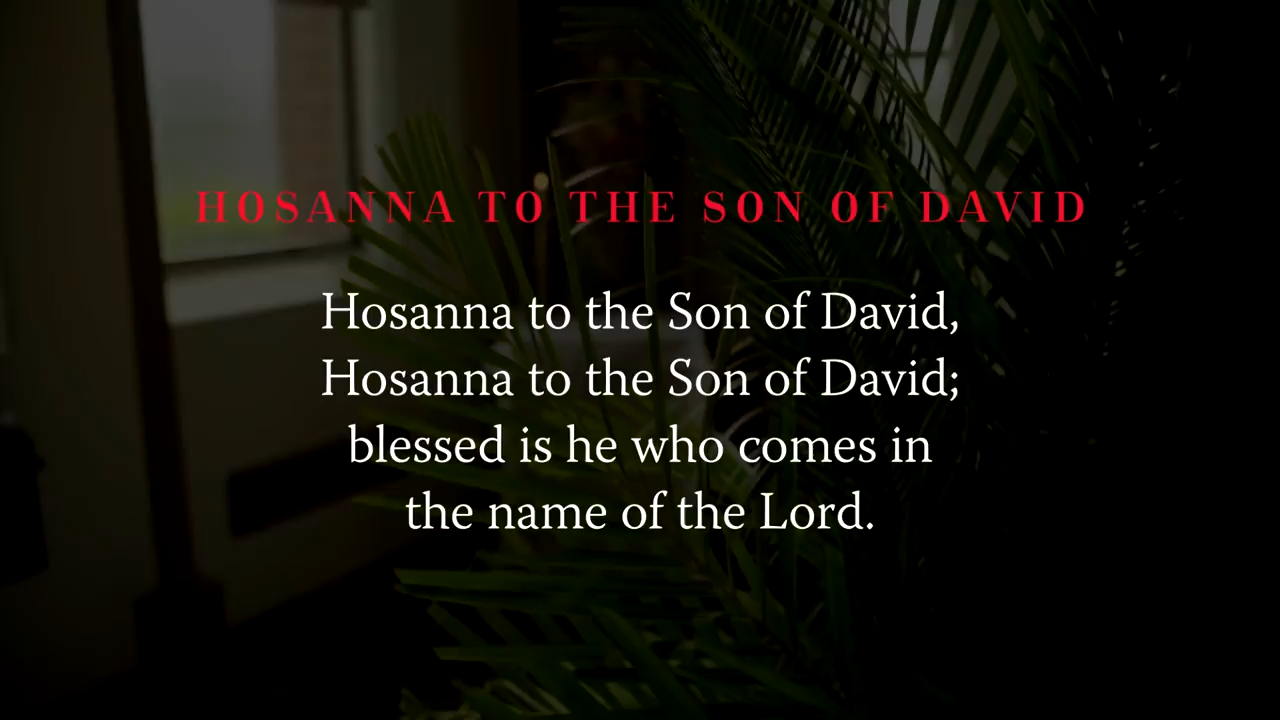 HOSANNA TO THE SON OF DAVID
Hosanna to the Son of David,
Hosanna to the Son of David;
blessed is he who comes in
the name of the Lord.